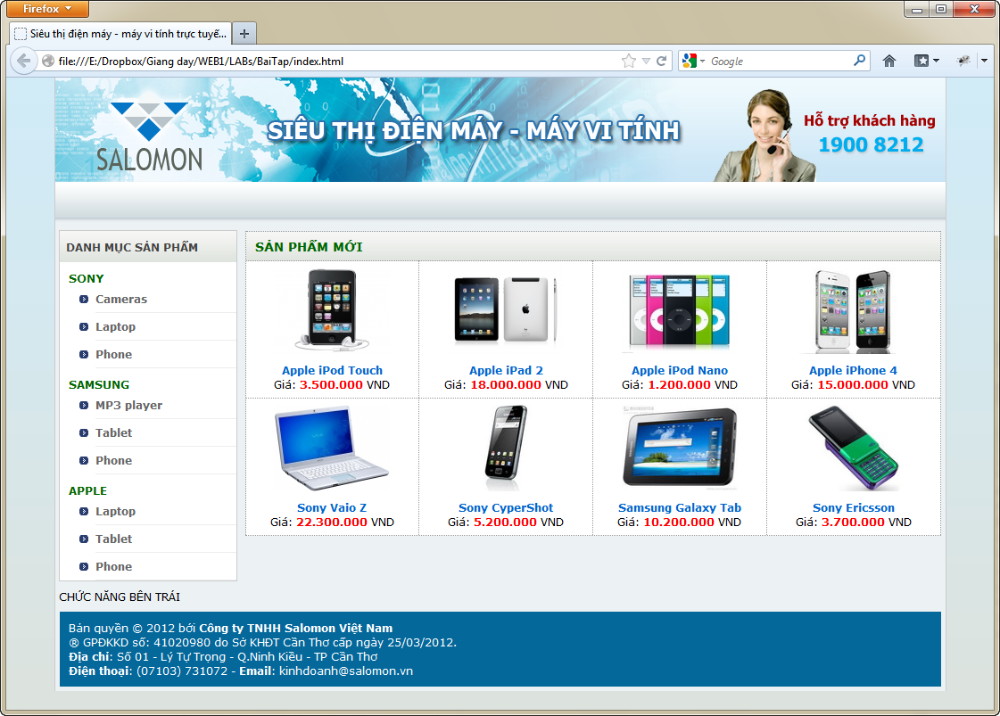 Firefox
Siêu thị điện máy - máy vi tính trực tuyế...
file:///E:/Dropbox/Giang day/WEB1/LABs/BaiTap/index.html
Google
SALOMON
SIÊU THỊ ĐIỆN MÁY - MÁY VI TÍNH
Hỗ trợ khách hàng
1900 8212
DANH MỤC SẢN PHẨM
SONY
Cameras
Laptop
Phone
SAMSUNG
MP3 player
Tablet
Phone
APPLE
Laptop
Tablet
Phone
CHỨC NĂNG BÊN TRÁI
SẢN PHẨM MỚI
Apple iPod Touch
Giá: 3.500.000 VND
Apple iPad 2
Giá: 18.000.000 VND
Apple iPod Nano
Giá: 1.200.000 VND
Apple iPhone 4
Giá: 15.000.000 VND
Sony Vaio Z
Giá: 22.300.000 VND
Sony CyperShot
Giá: 5.200.000 VND
Samsung Galaxy Tab
Giá: 10.200.000 VND
Sony Ericsson
Giá: 3.700.000 VND
Bản quyền © 2012 bởi Công ty TNHH Salomon Việt Nam
® GPĐKKD số: 41020980 do Sở KHĐT Cần Thơ cấp ngày 25/03/2012.
Địa chỉ: Số 01 - Lý Tự Trọng - Q.Ninh Kiều - TP Cần Thơ
Điện thoại: (07103) 731072 - Email: kinhdoanh@salomon.vn